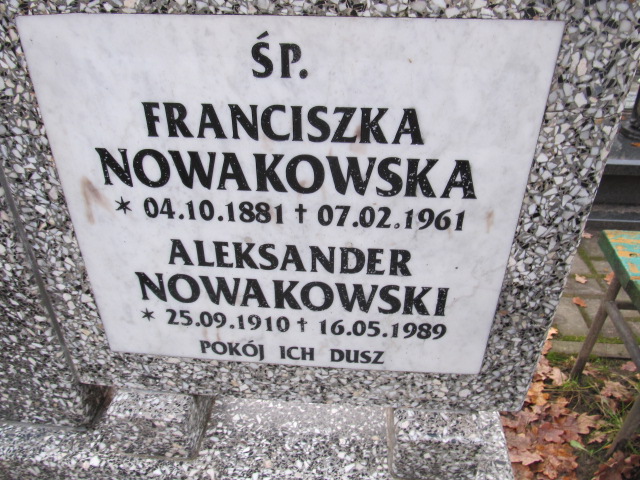 ŚP.
FRANCISZKA
NOWAKOWSKA
* 04.10.1881 † 07.02.1961
ALEKSANDER
NOWAKOWSKI
* 25.09.1910 † 16.05.1989
POKÓJ ICH DUSZ